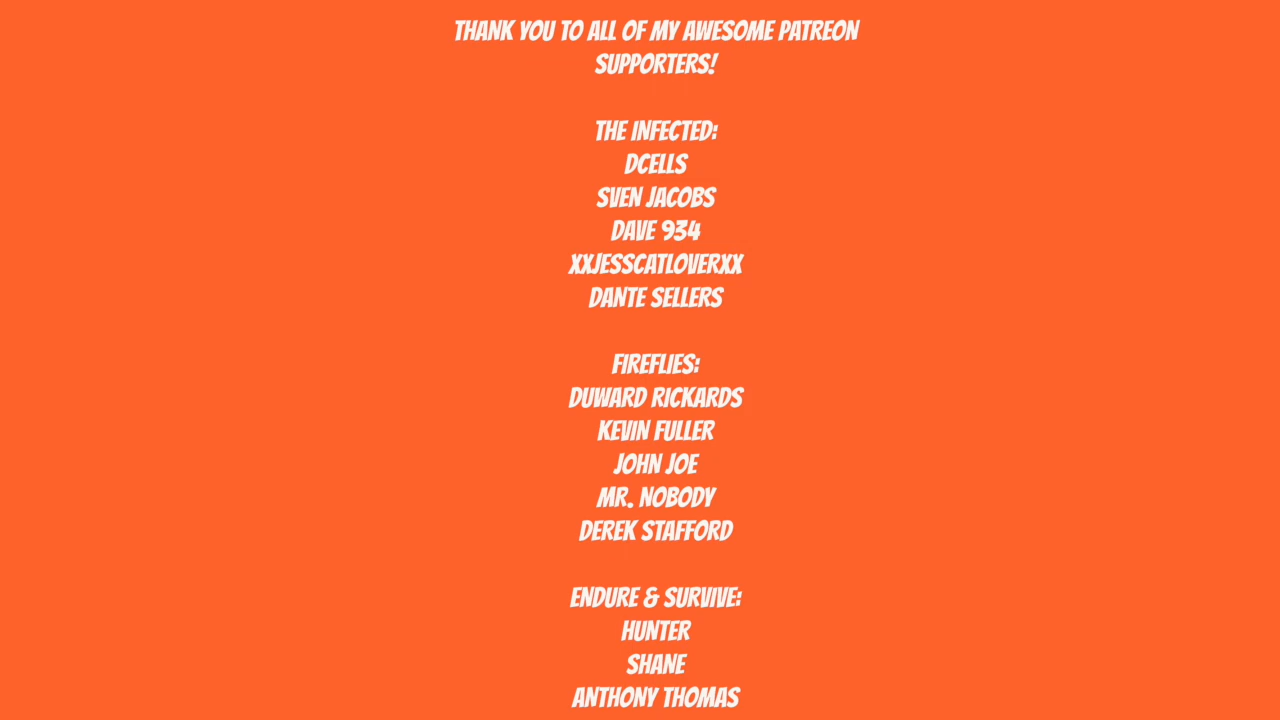 THANK YOU TO ALL OF MY AWESOME PATREON
SUPPORTERS!
THE INFECTED:
DCELLS
SVEN JACOBS
DAVE 934
XXJESSCATLOVERXX
DANTE SELLERS
FIREFLIES:
DUWARD RICKARDS
KEVIN FULLER
JOHN JOE
MR. NOBODY
DEREK STAFFORD
ENDURE & SURVIVE:
HUNTER
SHANE
ANTHONY THOMAS